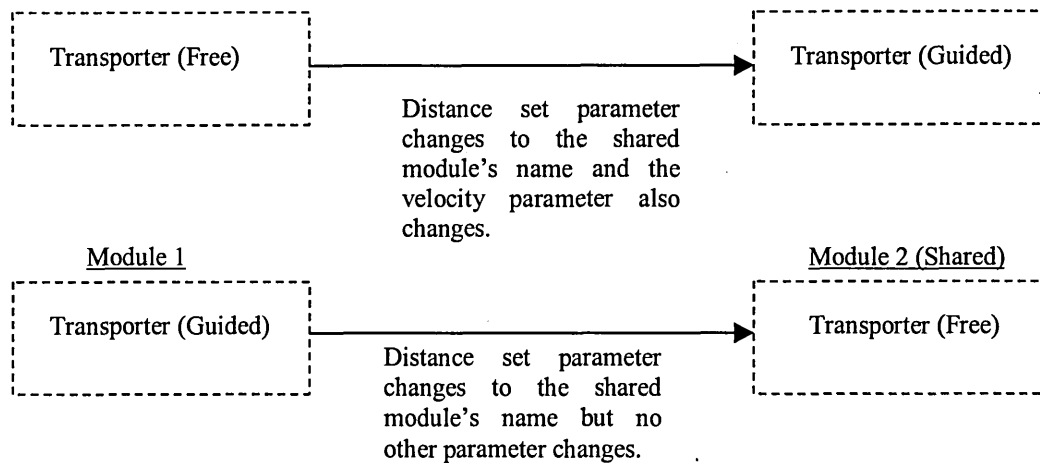 Transporter (Free)
Transporter (Guided)
Distance set parameter
changes to the shared
module's name and the
velocity parameter also
changes.
Module 1
Module 2 (Shared)
Transporter (Guided)
Transporter (Free)
Distance set parameter
changes to the shared
module's name but no
other parameter changes.